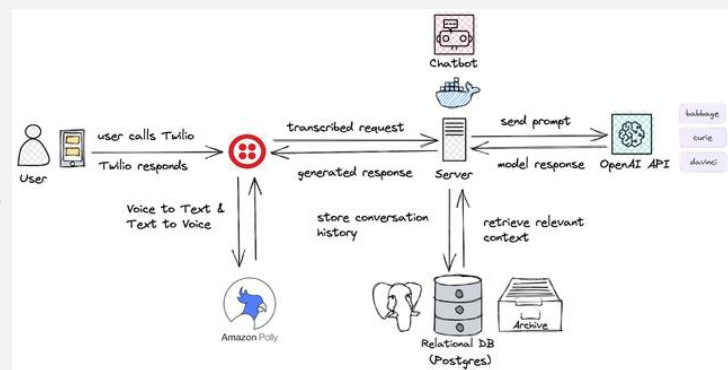 Chatbot
babbage
curie
davinci
user calls Twilio
Twilio responds
transcribed request
generated response
send prompt
model response
User
Server
OpenAI API
Voice to Text &
Text to Voice
store conversation
history
retrieve relevant
context
Amazon Polly
Archive
Relational DB
(Postgres)